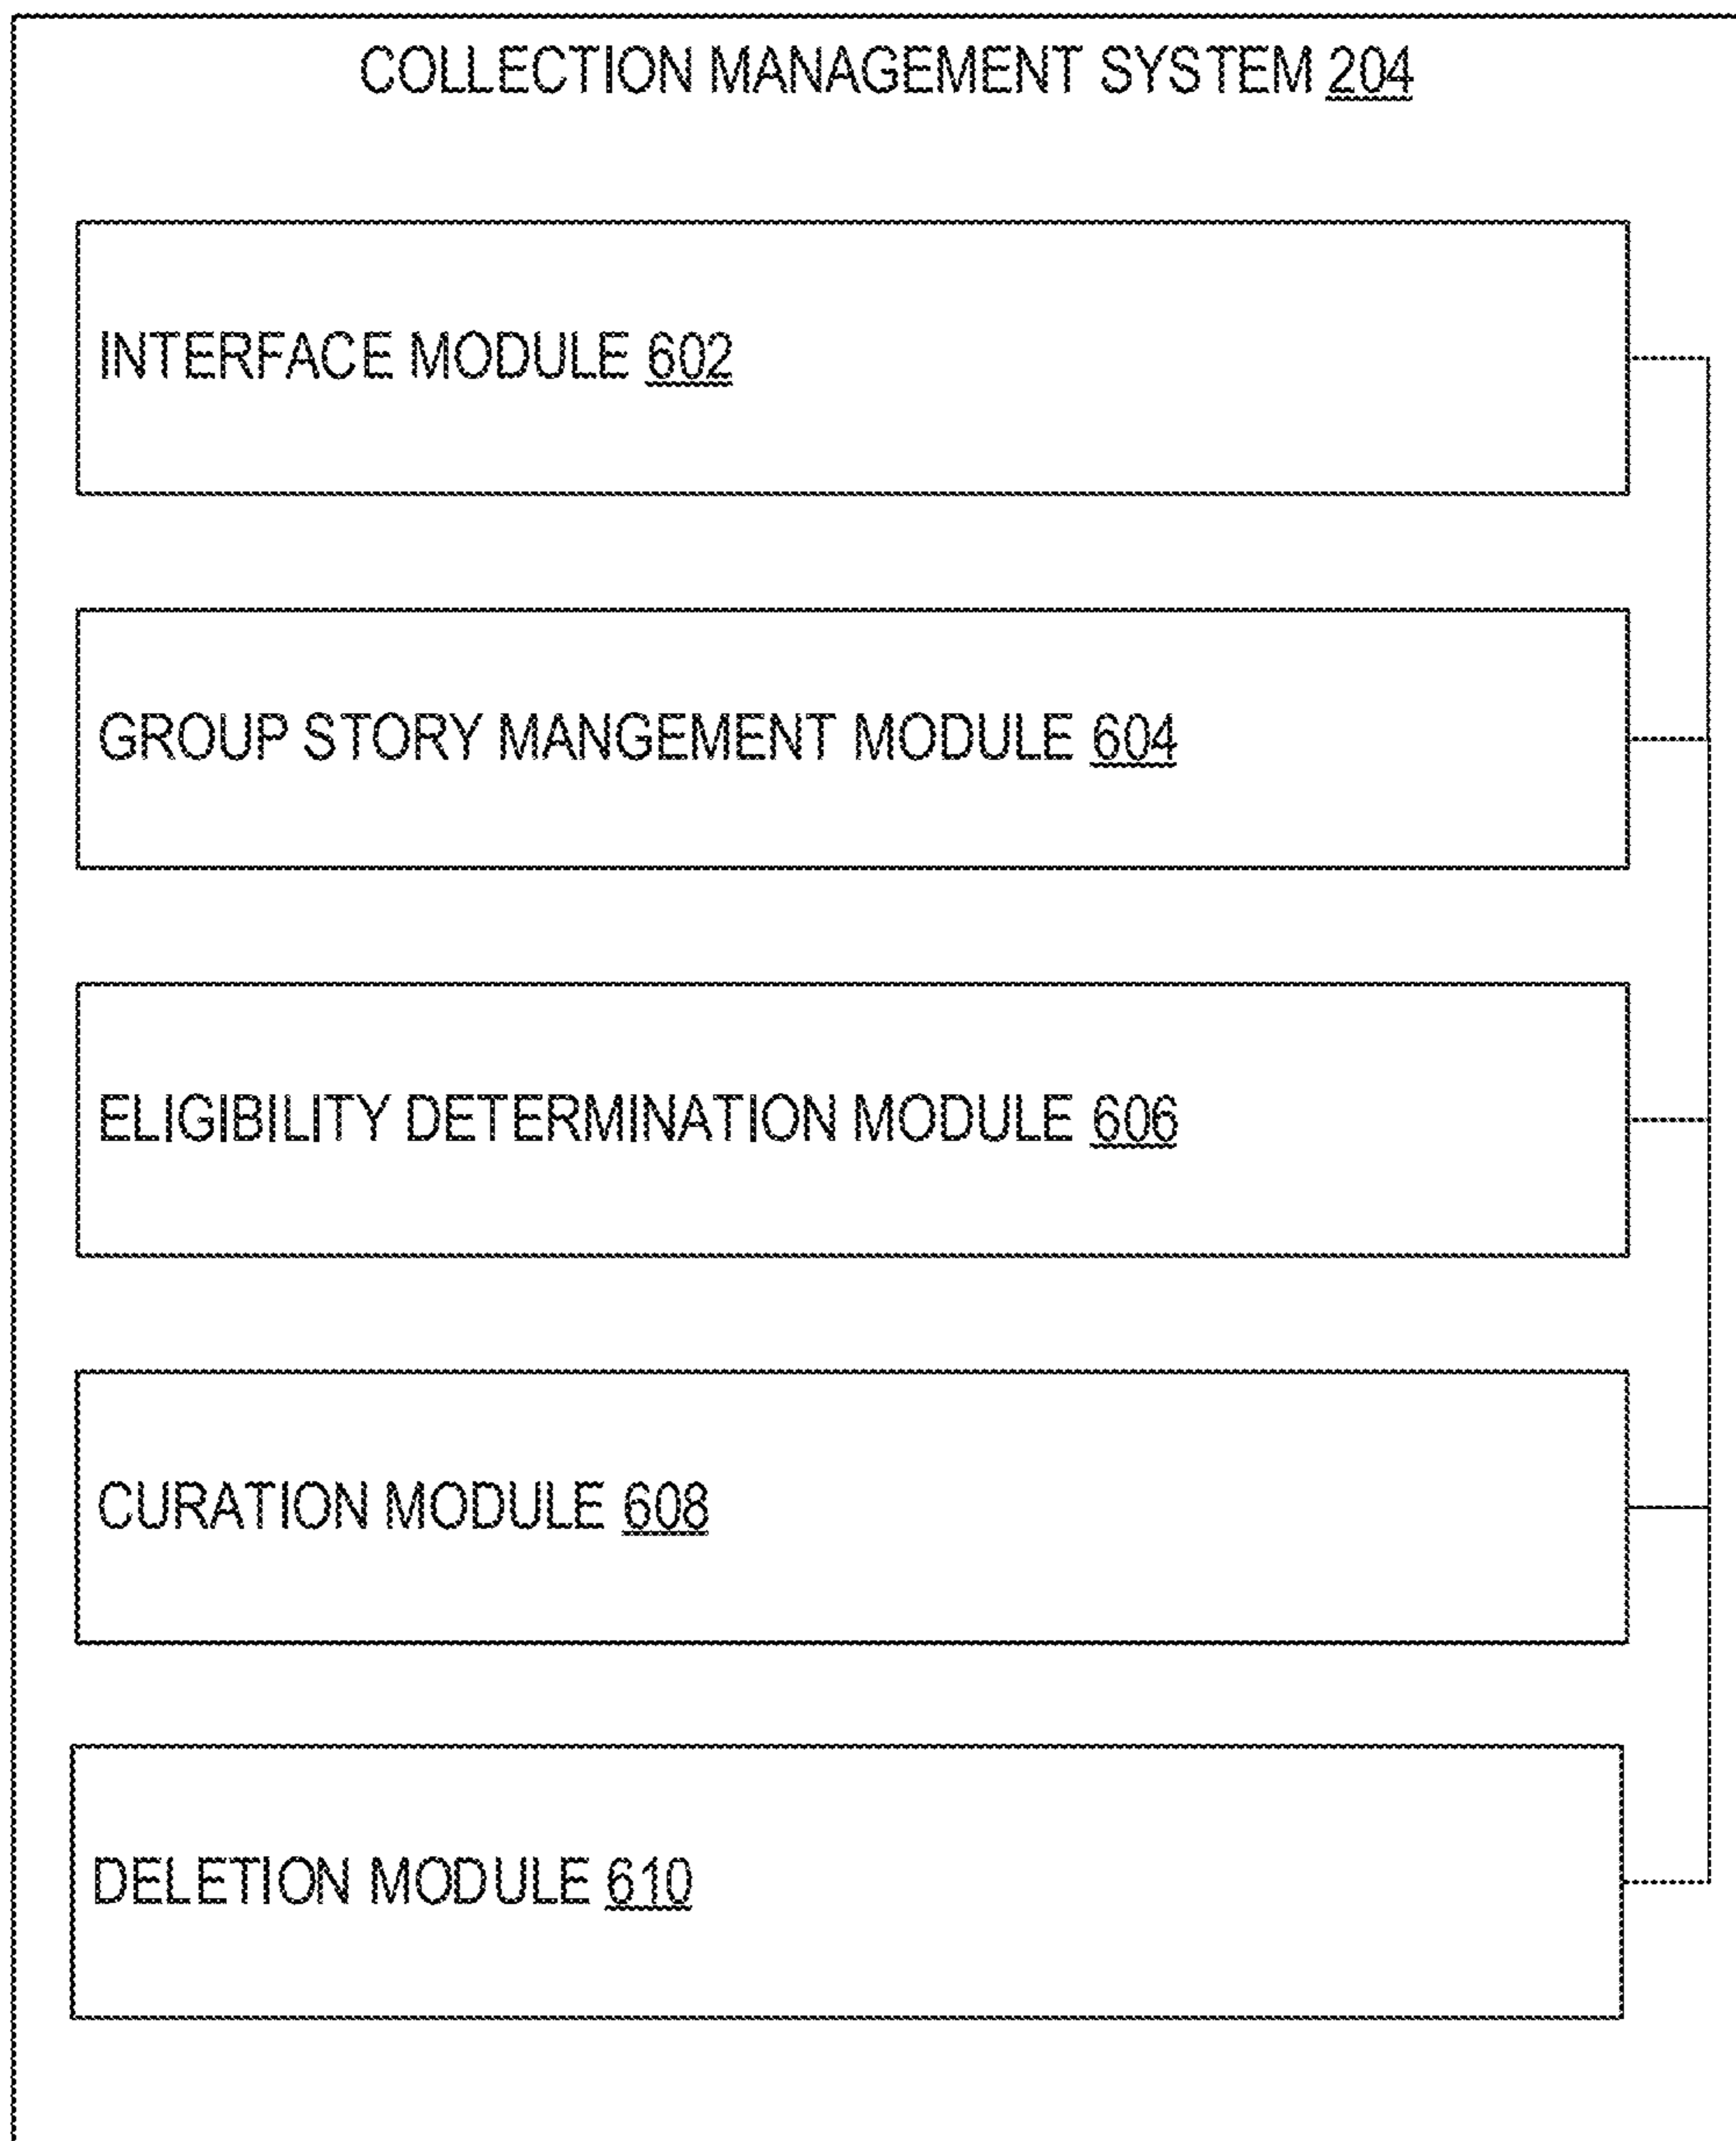 COLLECTION MANAGEMENT SYSTEM 204
INTERFACE MODULE 602
GROUP STORY MANGEMENT MODULE 604
ELIGIBILITY DETERMINATION MODULE 606
CURATION MODULE 608
DELETION MODULE 610